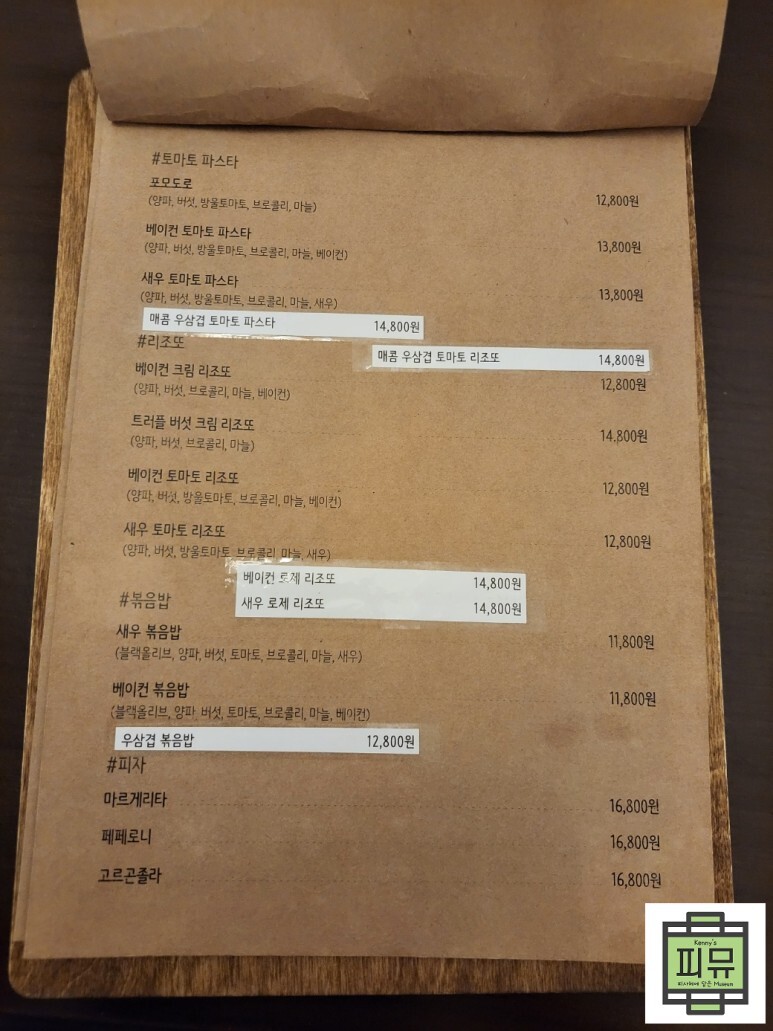 #토마토 파스타
포모도로
(양파, 버섯, 방울토마토, 브로콜리, 마늘) 12,800원
베이컨 토마토 파스타
(양파, 버섯, 방울토마토, 브로콜리, 마늘, 베이컨) 13,800원
새우 토마토 파스타
(양파, 버섯, 방울토마토, 브로콜리, 마늘, 새우) 13,800원
매콤 우삼겹 토마토 파스타 14,800원
#리조또
매콤 우삼겹 토마토 리조또 14,800원
베이컨 크림 리조또 12,800원
(양파, 버섯, 브로콜리, 마늘, 베이컨)
트러플 버섯 크림 리조또 14,800원
(양파, 버섯, 브로콜리, 마늘)
베이컨 토마토 리조또 12,800원
(양파, 버섯, 방울토마토, 브로콜리, 마늘, 베이컨)
새우 토마토 리조또 12,800원
(양파, 버섯, 방울토마토, 브로콜리, 마늘, 새우)
베이컨 로제 리조또 14,800원
새우 로제 리조또 14,800원
#볶음밥
새우 볶음밥 11,800원
(블랙올리브, 양파, 버섯, 토마토, 브로콜리, 마늘, 새우)
베이컨 볶음밥 11,800원
(블랙올리브, 양파, 버섯, 토마토, 브로콜리, 마늘, 베이컨)
우삼겹 볶음밥 12,800원
#피자
마르게리타 16,800원
페페로니 16,800원
고르곤졸라 16,800원
Kenny's
피뮤
Museum